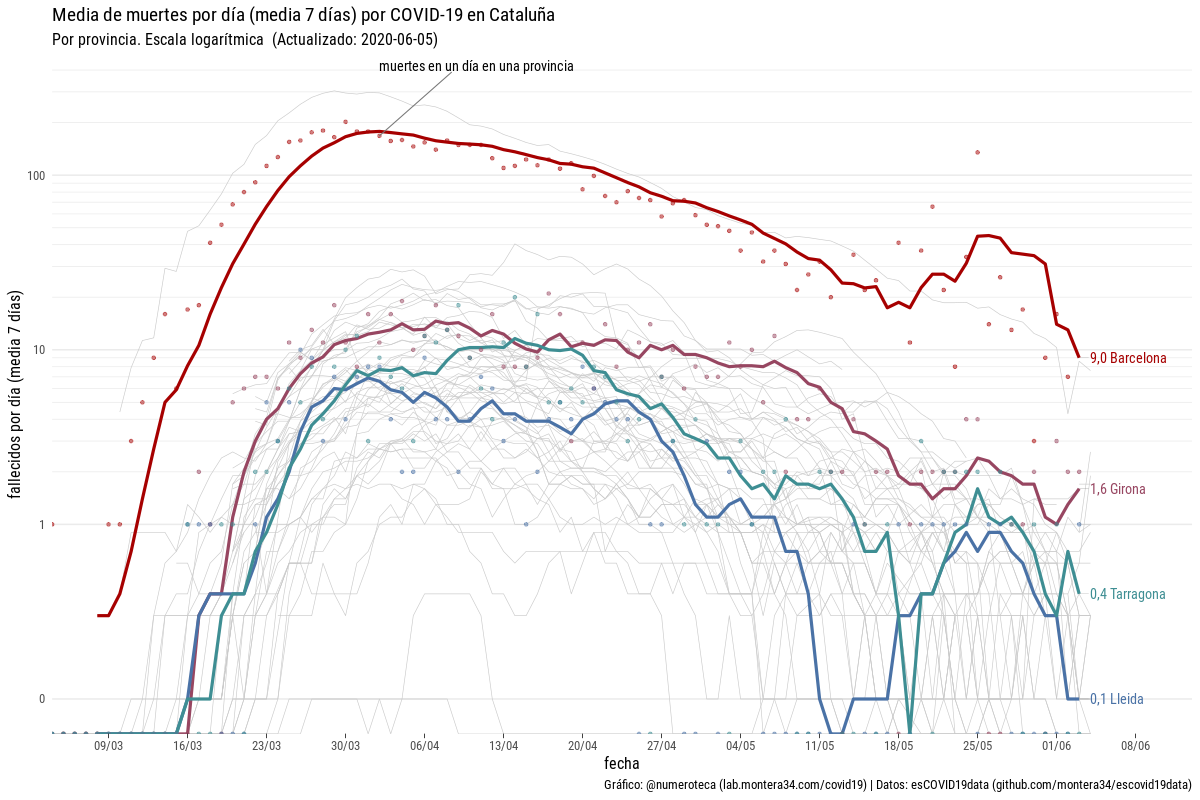 Media de muertes por día (media 7 días) por COVID-19 en Cataluña
Por provincia. Escala logarítmica  (Actualizado: 2020-06-05)
muertes en un día en una provincia
fallecidos por día (media  7 días)
100
10
1
0
9,0 Barcelona
1,6 Girona
0,4 Tarragona
0,1 Lleida
09/03
16/03
23/03
30/03
06/04
13/04
20/04
27/04
04/05
11/05
18/05
25/05
01/06
08/06
fecha
Gráfico: @numeroteca (lab.montera34.com/covid19) | Datos: esCOVID19data (github.com/montera34/escovid19data)